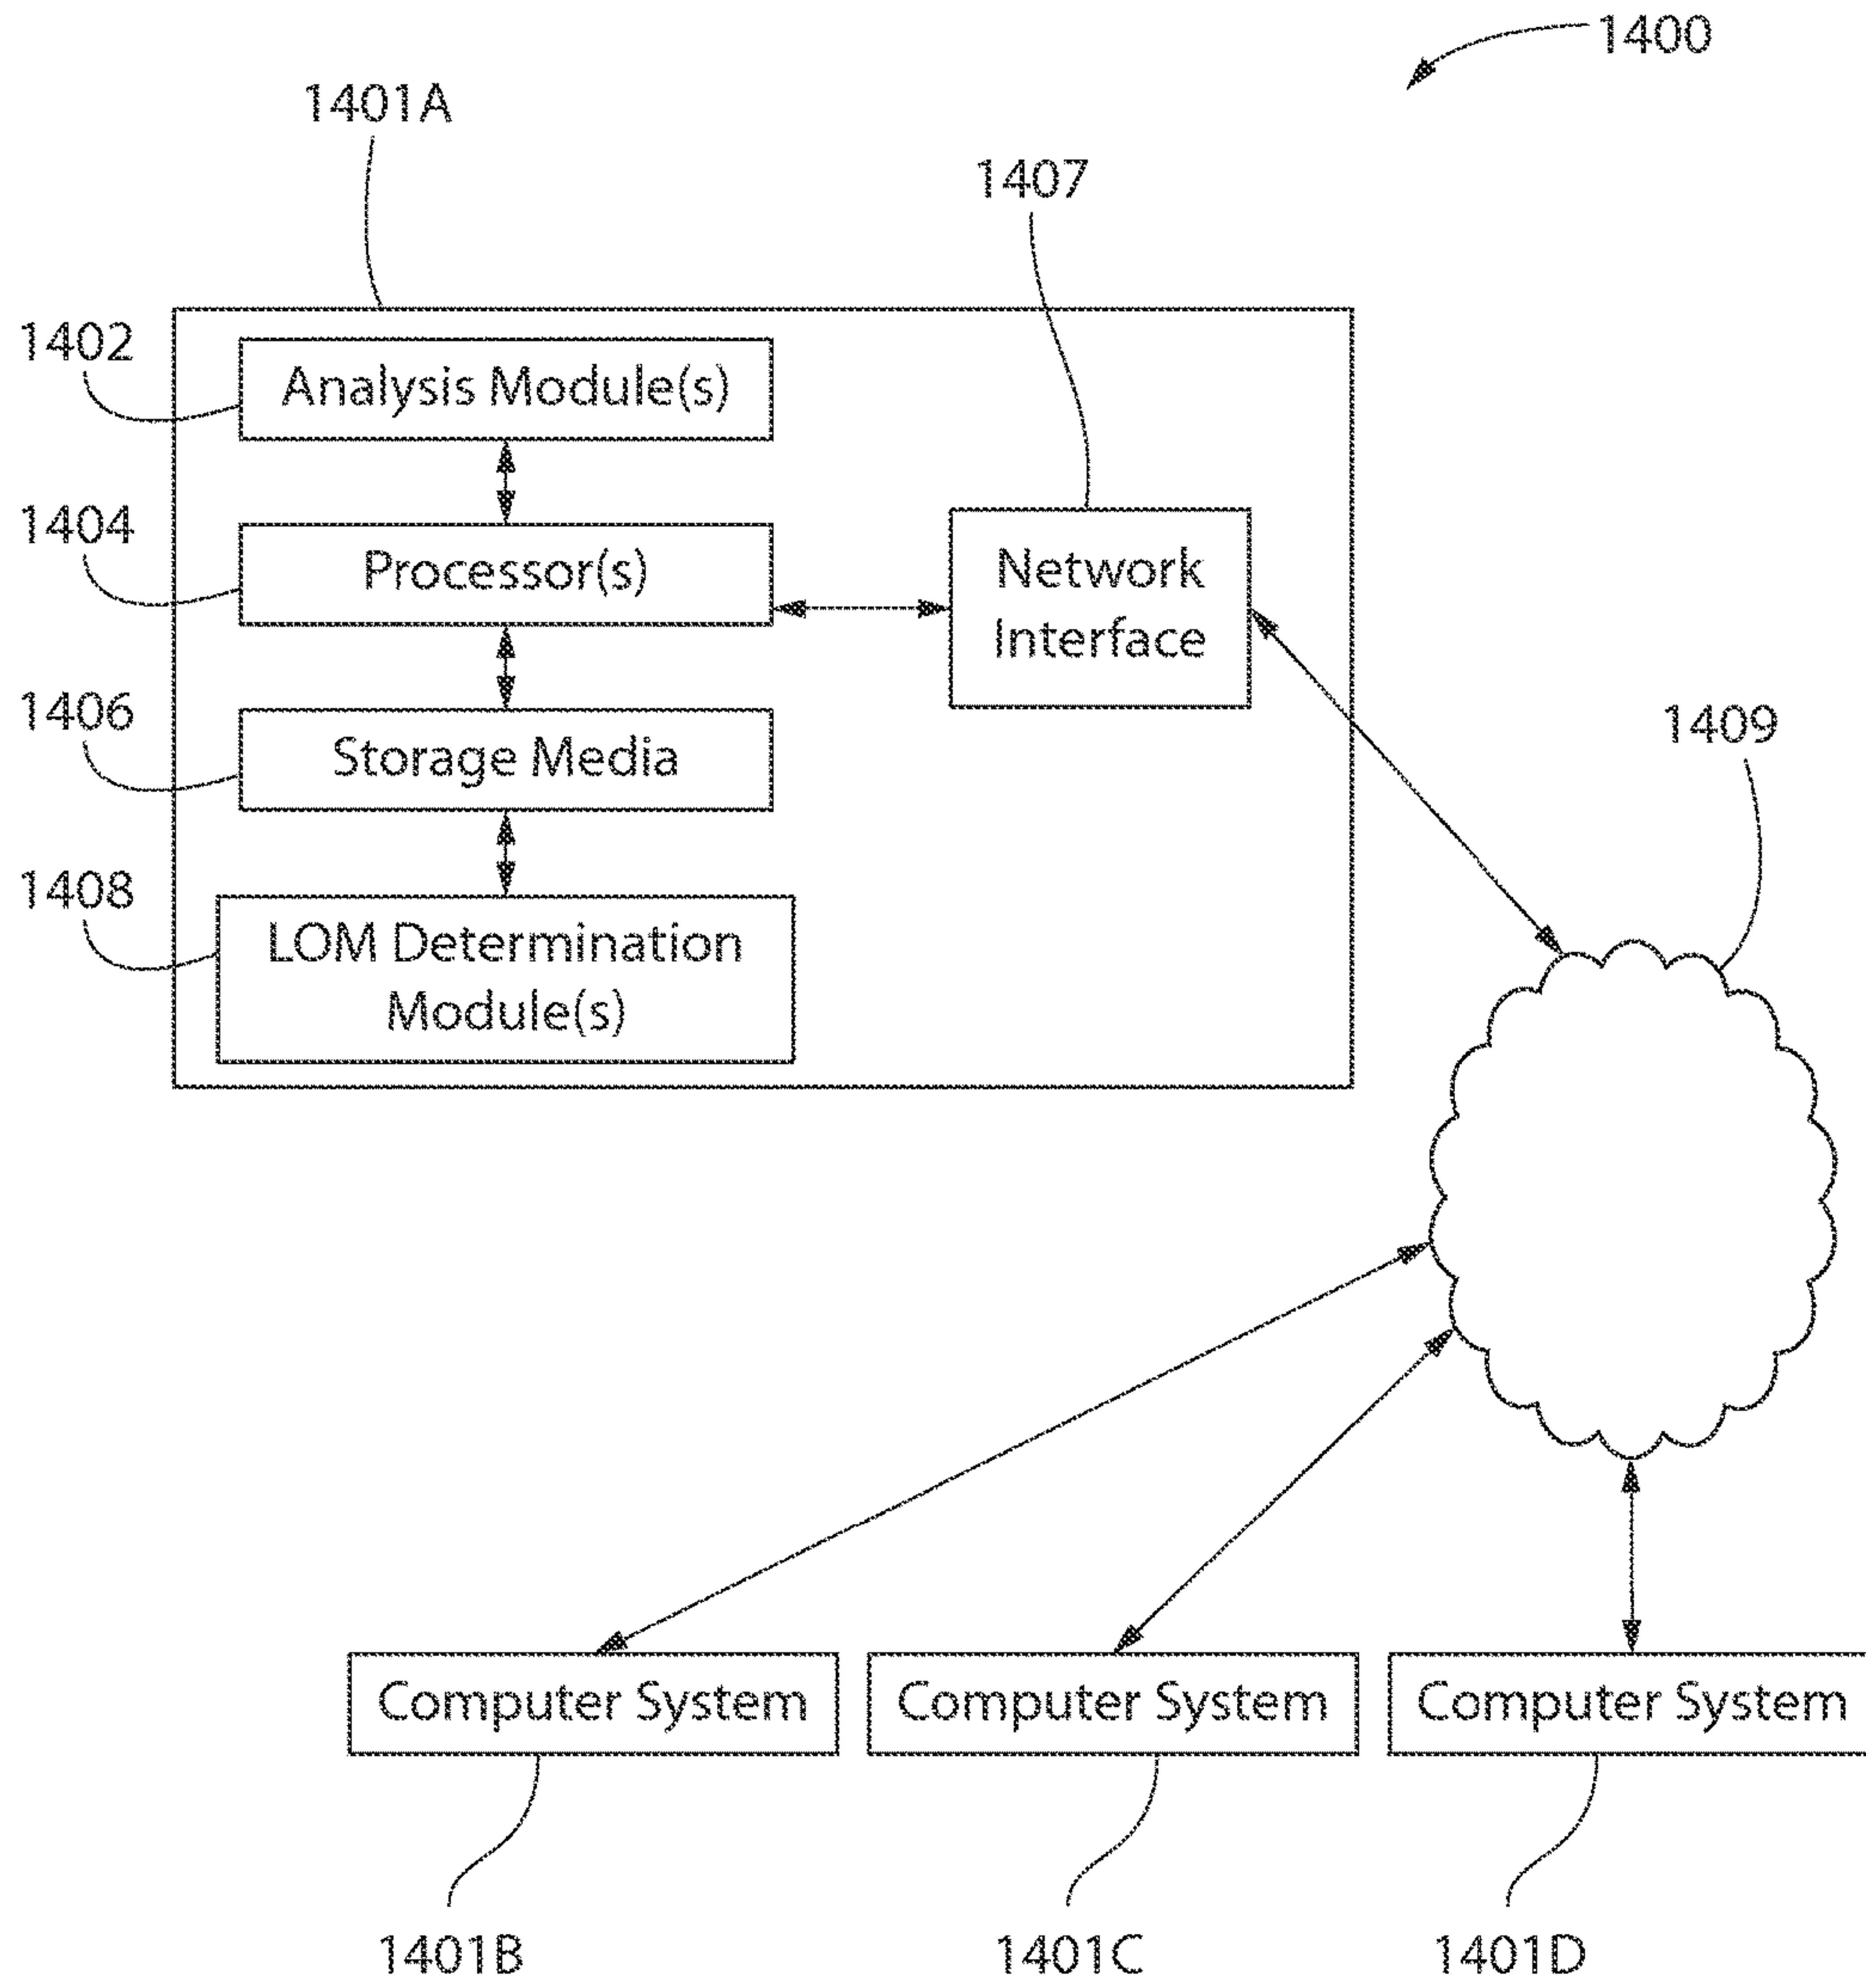 1400
1401A
1407
1402
Analysis Module(s)
1404
Processor(s)
Network
Interface
1406
Storage Media
1409
1408
LOM Determination
Module(s)
Computer System
Computer System
Computer System
1401B
1401C
1401D